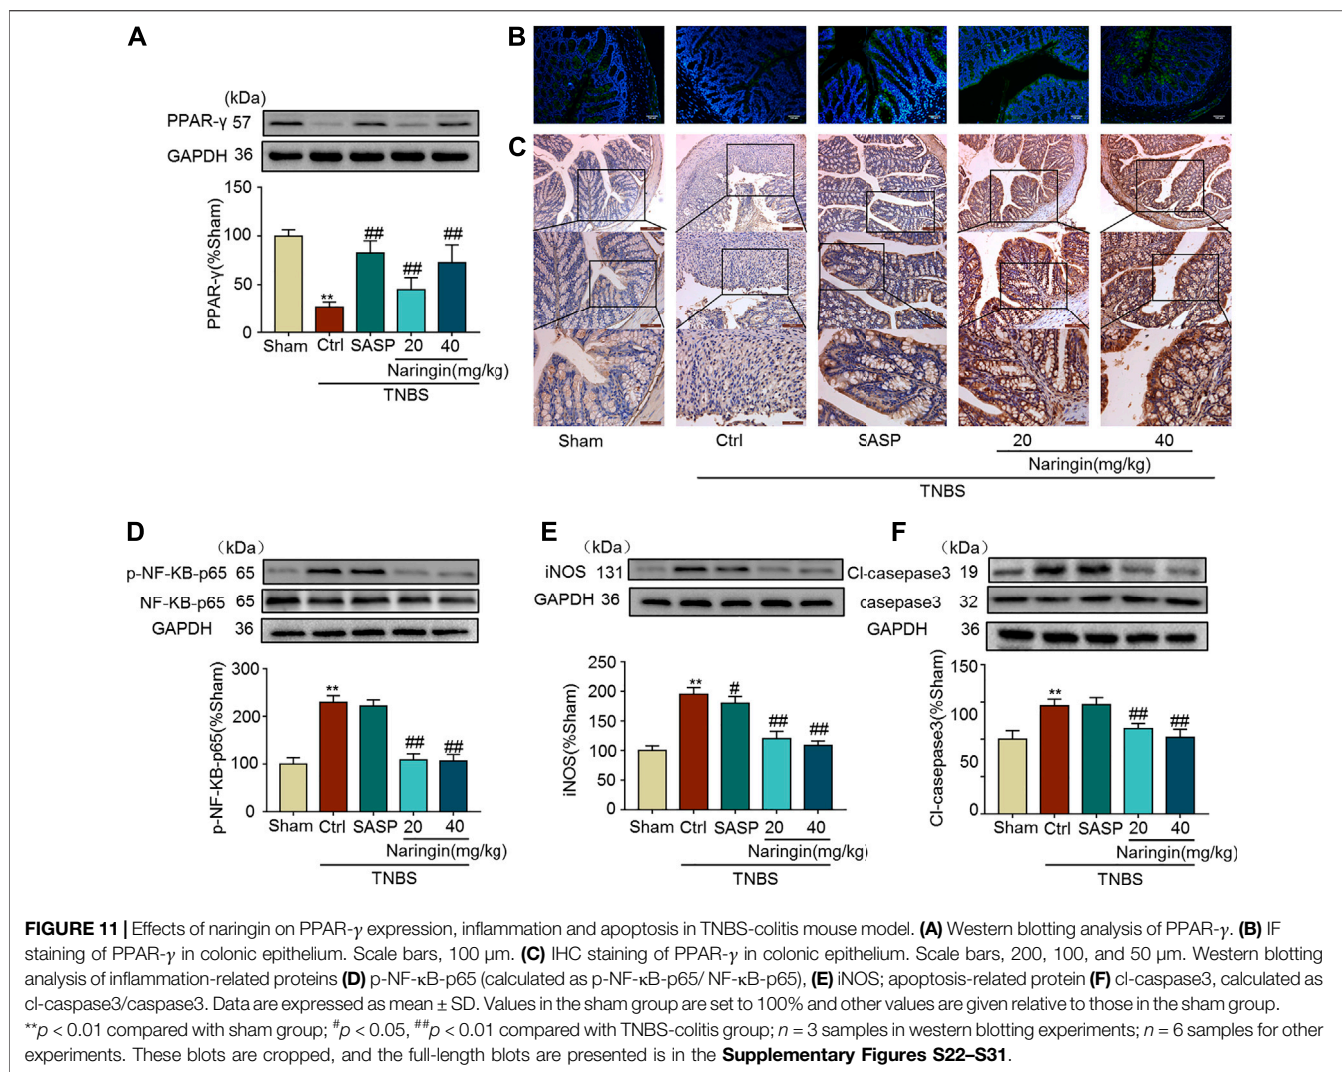 A
(kDa)
PPAR-γ 57
GAPDH 36
PPAR-γ(%Sham)
150
100
50
0
**
##
##
##
Sham Ctrl SASP 20 40
Naringin(mg/kg)
TNBS
B
C
Sham Ctrl SASP 20 40
Naringin(mg/kg)
TNBS
D
(kDa)
p-NF-KB-p65 65
NF-KB-p65 65
GAPDH 36
p-NF-KB-p65(%Sham)
300
200
100
0
**
##
##
Sham Ctrl SASP 20 40
Naringin(mg/kg)
TNBS
E
(kDa)
iNOS 131
GAPDH 36
iNOS(%Sham)
250
200
150
100
50
0
**
#
##
##
Sham Ctrl SASP 20 40
Naringin(mg/kg)
TNBS
F
(kDa)
Cl-casepase3 19
casepase3 32
GAPDH 36
Cl-casepase3(%Sham)
150
100
50
0
**
##
##
Sham Ctrl SASP 20 40
Naringin(mg/kg)
TNBS
FIGURE 11 | Effects of naringin on PPAR-γ expression, inflammation and apoptosis in TNBS-colitis mouse model. (A) Western blotting analysis of PPAR-γ. (B) IF
staining of PPAR-γ in colonic epithelium. Scale bars, 100 μm. (C) IHC staining of PPAR-γ in colonic epithelium. Scale bars, 200, 100, and 50 μm. Western blotting
analysis of inflammation-related proteins (D) p-NF-κB-p65 (calculated as p-NF-κB-p65/ NF-κB-p65), (E) iNOS; apoptosis-related protein (F) cl-caspase3, calculated as
cl-caspase3/caspase3. Data are expressed as mean ± SD. Values in the sham group are set to 100% and other values are given relative to those in the sham group.
**p < 0.01 compared with sham group; #p < 0.05, ##p < 0.01 compared with TNBS-colitis group; n = 3 samples in western blotting experiments; n = 6 samples for other
experiments. These blots are cropped, and the full-length blots are presented is in the Supplementary Figures S22–S31.